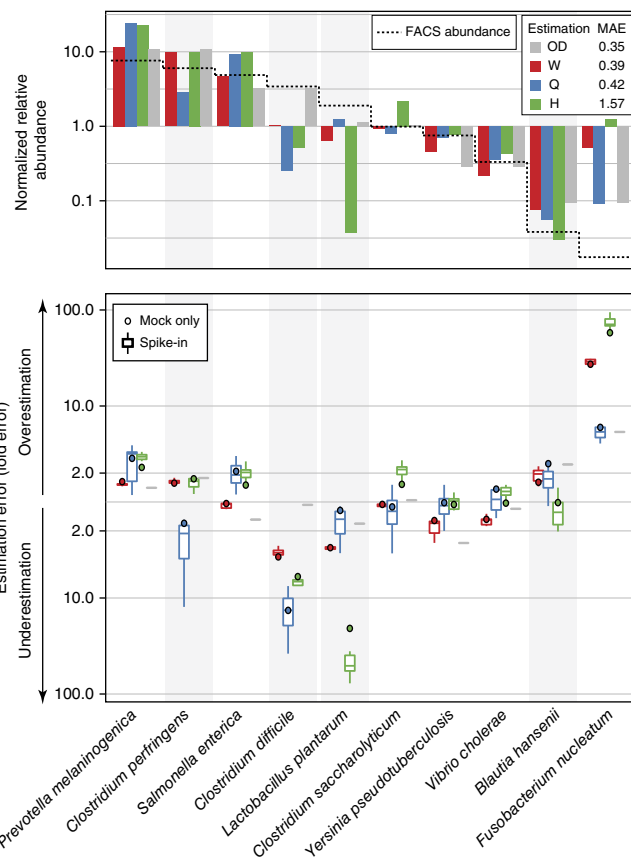 FACS abundance
Estimation MAE
OD 0.35
W 0.39
Q 0.42
H 1.57
Normalized relative
abundance
10.0
1.0
0.1
Mock only
Spike-in
Overestimation
Underestimation
Estimation error (fold error)
100.0
10.0
2.0
2.0
10.0
100.0
Prevotella melaninogenica
Clostridium perfringens
Salmonella enterica
Clostridium difficile
Lactobacillus plantarum
Clostridium saccharolyticum
Yersinia pseudotuberculosis
Vibrio cholerae
Blautia hansenii
Fusobacterium nucleatum